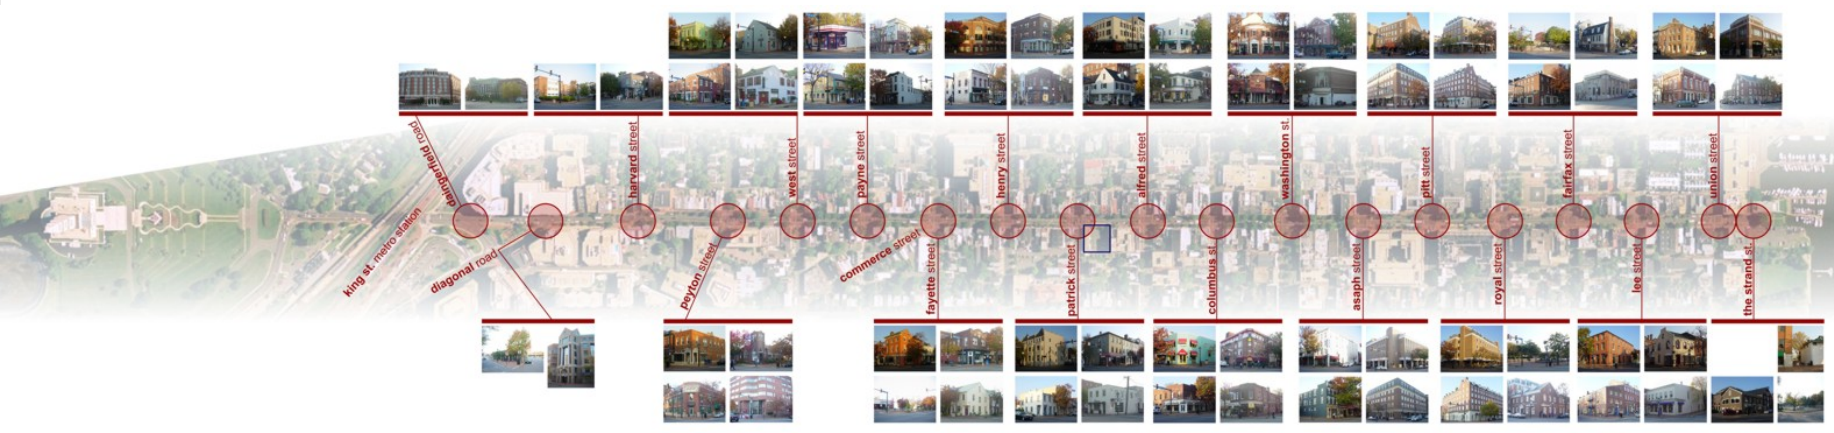 daingerfield road
king st. metro station
diagonal road
harvard street
peyton street
west street
payne street
commerce street
fayette street
henry street
patrick street
alfred street
columbus st.
washington st.
asaph street
pitt street
royal street
fairfax street
lee street
union street
the strand st.